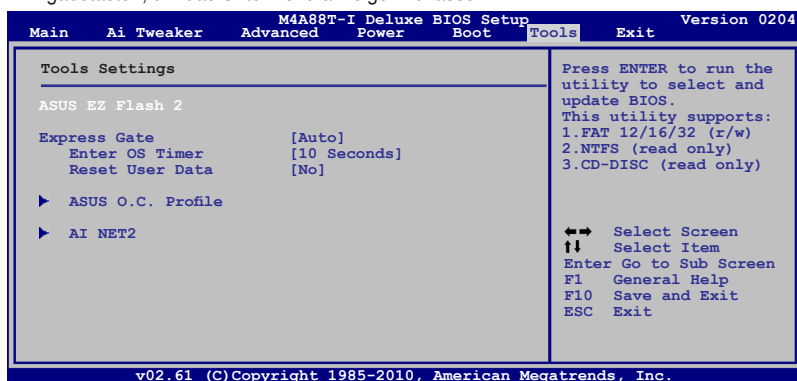 M4A88T-I Deluxe BIOS Setup Version 0204
Main Ai Tweaker Advanced Power Boot Tools Exit
Tools Settings
ASUS EZ Flash 2
Express Gate [Auto]
Enter OS Timer [10 Seconds]
Reset User Data [No]
ASUS O.C. Profile
AI NET2
Press ENTER to run the
utility to select and
update BIOS.
This utility supports:
1.FAT 12/16/32 (r/w)
2.NTFS (read only)
3.CD-DISC (read only)
←→ Select Screen
↑↓ Select Item
Enter Go to Sub Screen
F1 General Help
F10 Save and Exit
ESC Exit
v02.61 (C)Copyright 1985-2010, American Megatrends, Inc.